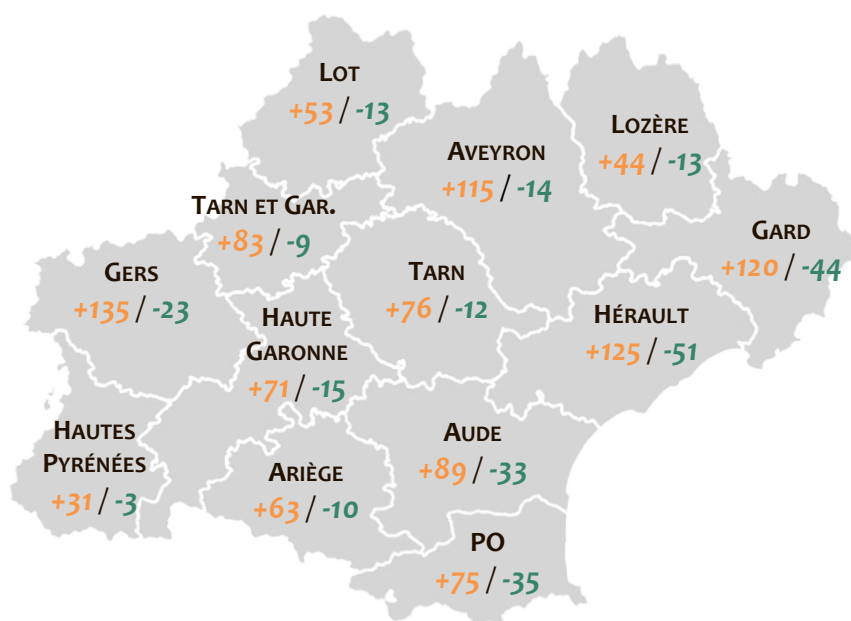 Lot
+53 / -13
Lozère
+44 / -13
Aveyron
+115 / -14
Tarn et Gar.
+83 / -9
Gard
+120 / -44
Gers
+135 / -23
Tarn
+76 / -12
Haute
Garonne
+71 / -15
Hérault
+125 / -51
Hautes
Pyrénées
+31 / -3
Ariège
+63 / -10
Aude
+89 / -33
PO
+75 / -35